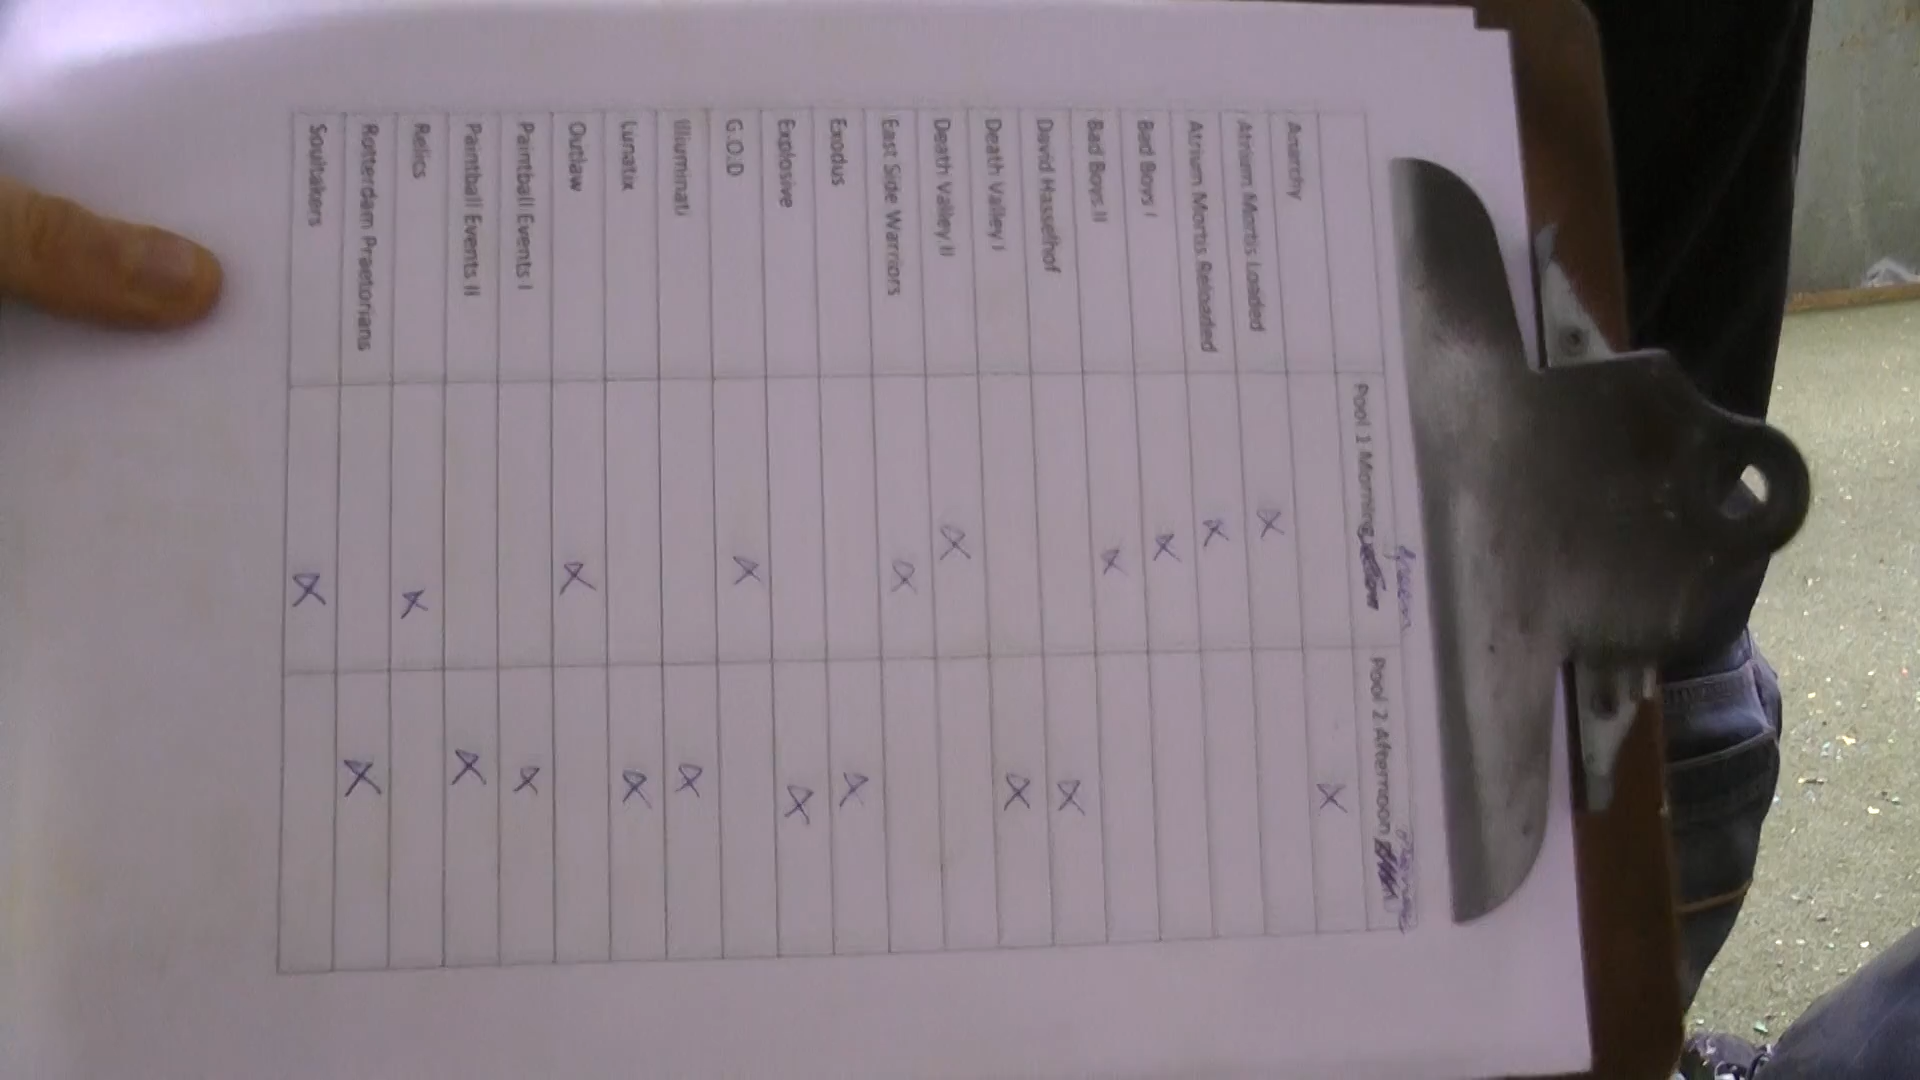 Green
Pool 1 Morning Pool 2 Afternoon
Anarchy X
Atrium Mortis Loaded X
Atrium Mortis Reloaded X
Bad Boys I X
Bad Boys II X
David Hasselhof X
Death Valley I X
Death Valley II X
East Side Warriors X
Exodus X
Explosive X
G.O.D X
Illuminati X
Lunatix X
Outlaw X
Paintball Events I X
Paintball Events II X
Relics X
Rotterdam Praetorians X
Soultakers X